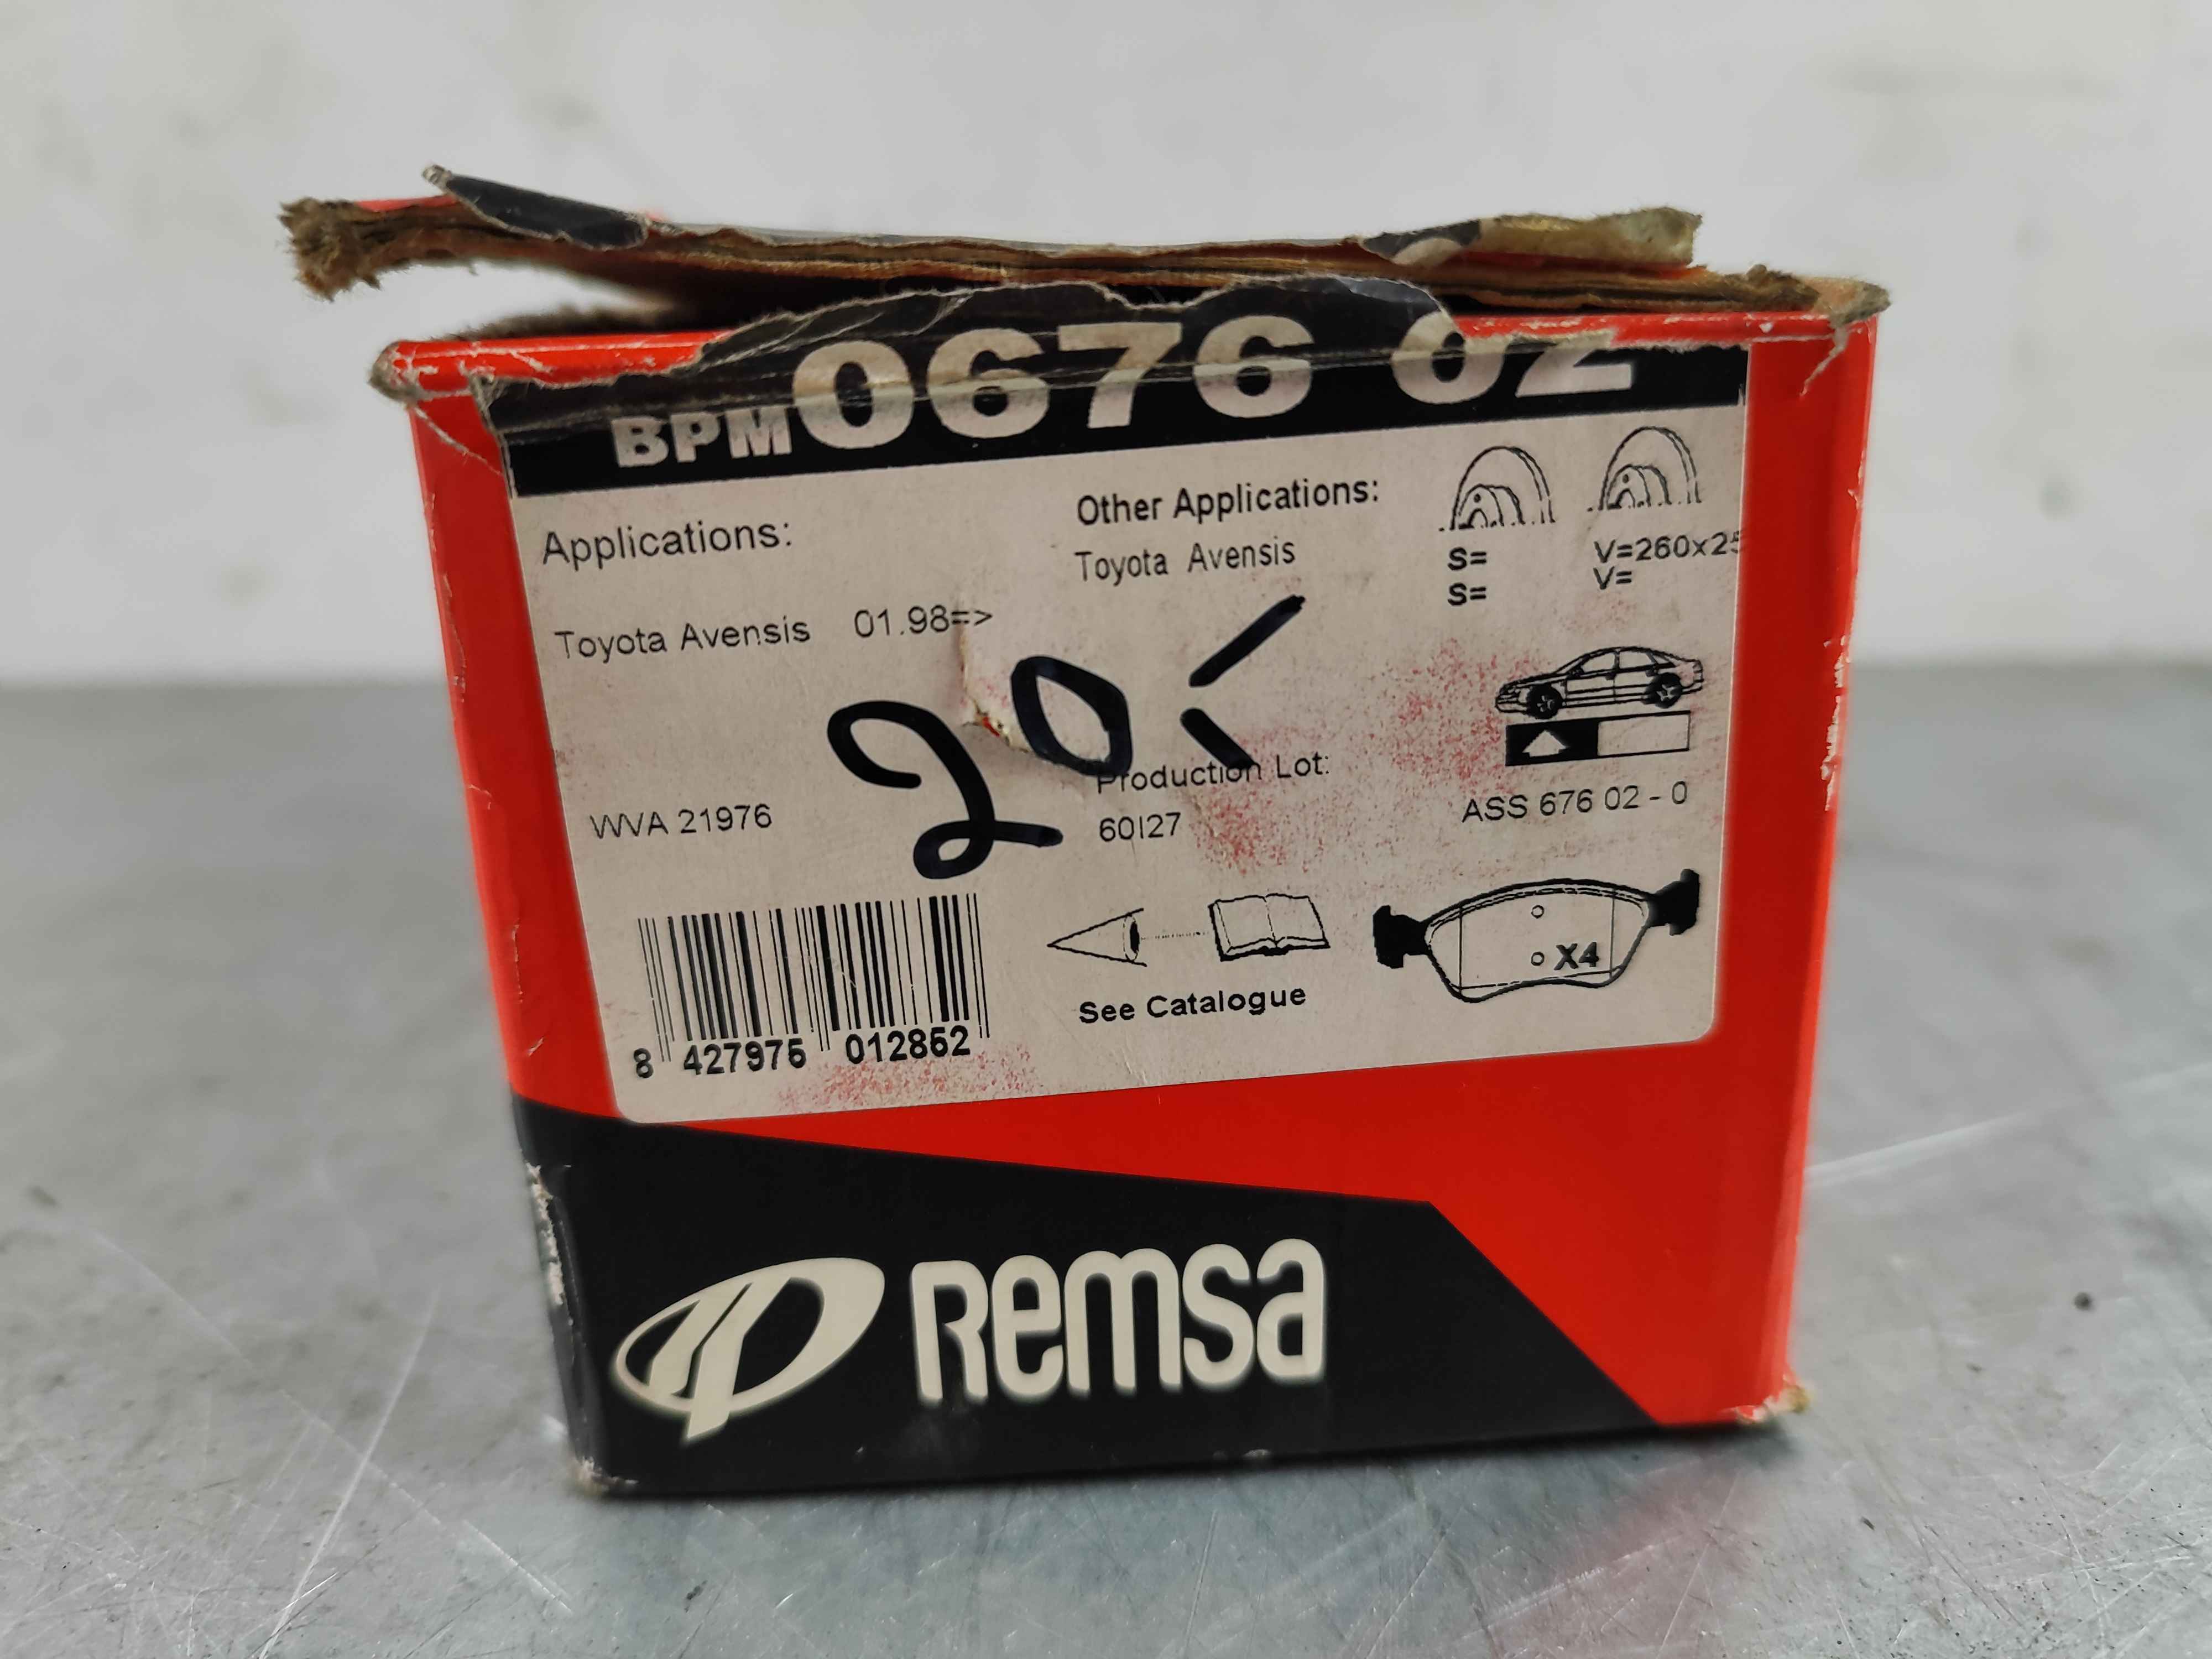 BPM 0676 02
Applications:
Other Applications:
Toyota Avensis
S=
S=
V=260x25
V=
Toyota Avensis 01.98=>
20
Production Lot:
60I27
WVA 21976
ASS 676 02 - 0
X4
See Catalogue
8 427975 012862
Remsa